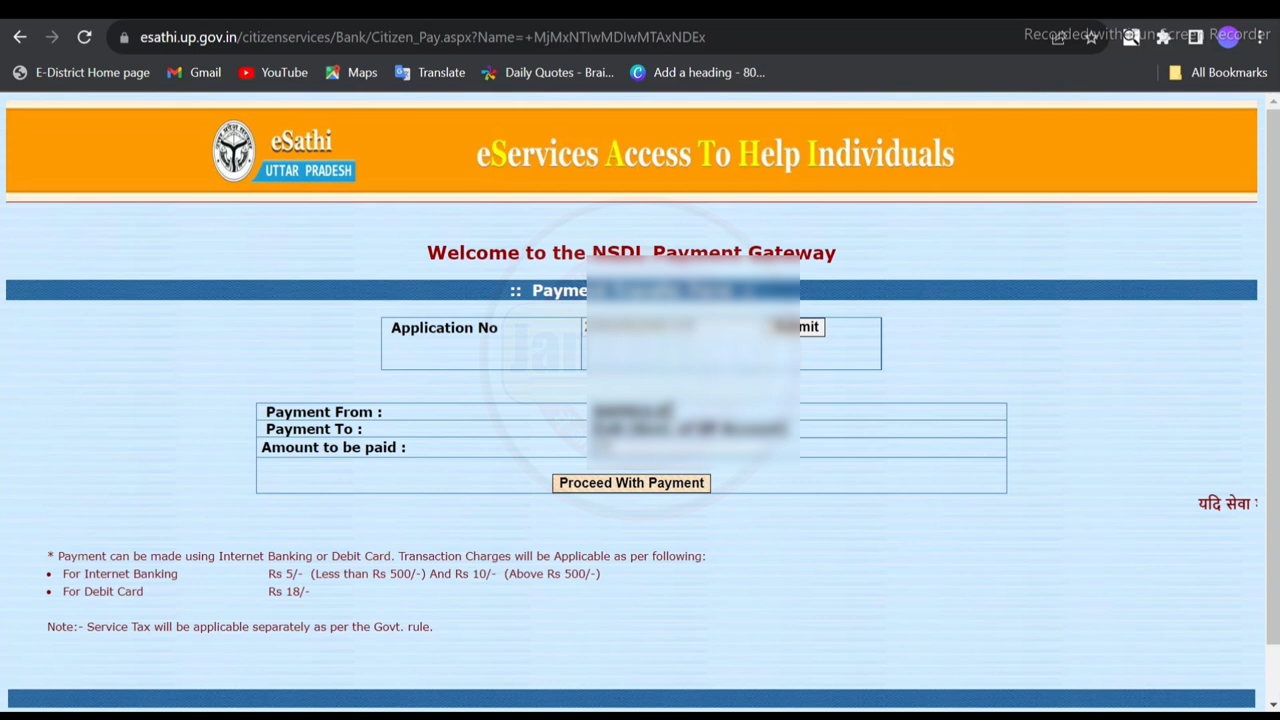 esathi.up.gov.in/citizenservices/Bank/Citizen_Pay.aspx?Name=+MjMxNTIwMDIwMTAxNDEx
Recorded with Screen Recorder
E-District Home page Gmail YouTube Maps Translate Daily Quotes - Brai... Add a heading - 80... All Bookmarks
eSathi
UTTAR PRADESH
eServices Access To Help Individuals
Welcome to the NSDL Payment Gateway
:: Payme
Application No
mit
Payment From :
Payment To :
Amount to be paid :
Proceed With Payment
यदि सेवा
* Payment can be made using Internet Banking or Debit Card. Transaction Charges will be Applicable as per following:
• For Internet Banking Rs 5/- (Less than Rs 500/-) And Rs 10/- (Above Rs 500/-)
• For Debit Card Rs 18/-
Note:- Service Tax will be applicable separately as per the Govt. rule.